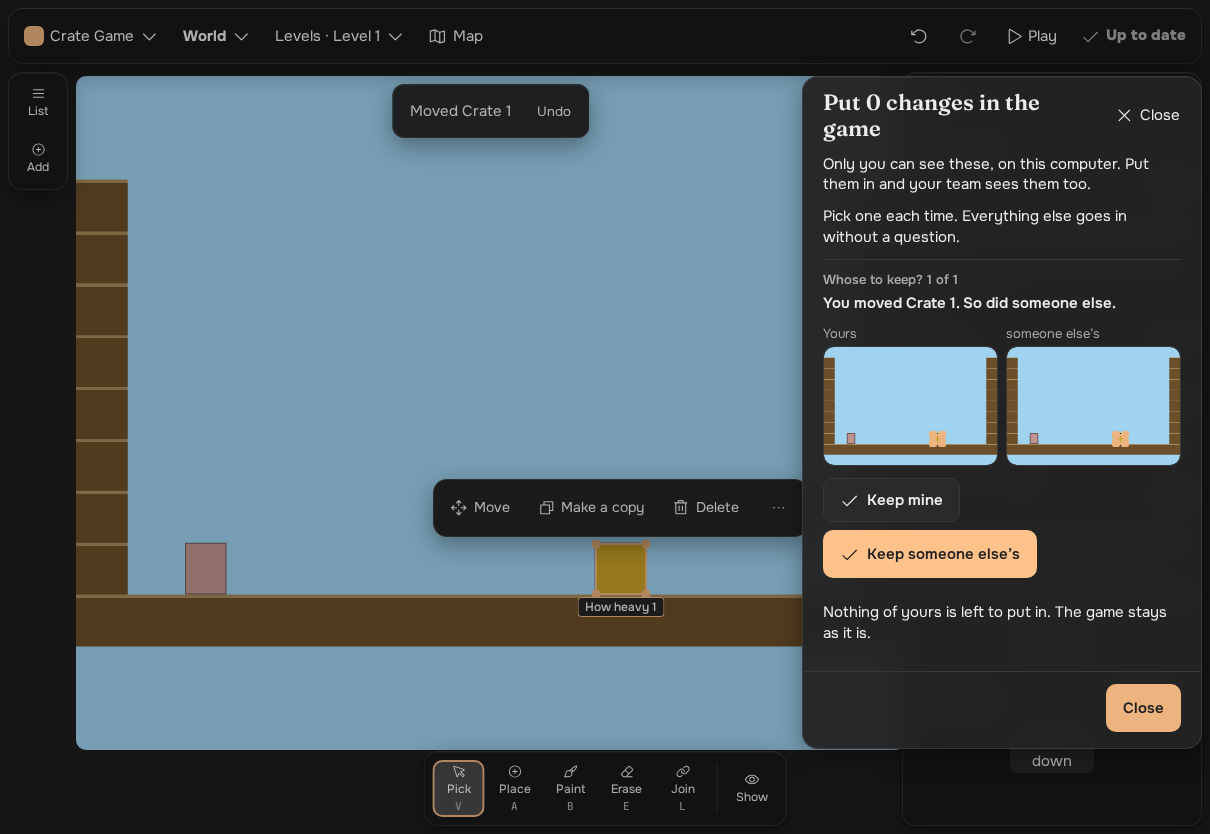 Crate Game
World
Levels · Level 1
Map
Play
Up to date
List
Add
Moved Crate 1
Undo
Put 0 changes in the
game
Close
Only you can see these, on this computer. Put
them in and your team sees them too.
Pick one each time. Everything else goes in
without a question.
Whose to keep? 1 of 1
You moved Crate 1. So did someone else.
Yours
someone else's
Keep mine
Keep someone else's
Nothing of yours is left to put in. The game stays
as it is.
Close
Move
Make a copy
Delete
···
How heavy 1
down
Pick
V
Place
A
Paint
B
Erase
E
Join
L
Show